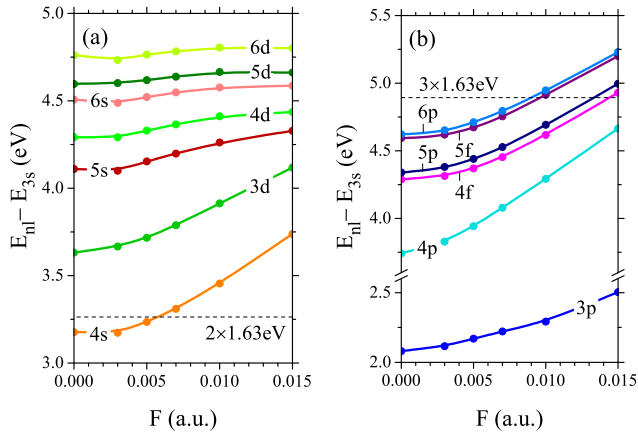 (a)
6d
5d
6s
4d
5s
3d
4s
2×1.63eV
5.0
4.5
4.0
3.5
3.0
0.000
0.005
0.010
0.015
E_nl − E_3s (eV)
F (a.u.)
(b)
3×1.63eV
6p
5f
5p
4f
4p
3p
5.5
5.0
4.5
4.0
2.5
2.0
0.000
0.005
0.010
0.015
E_nl − E_3s (eV)
F (a.u.)